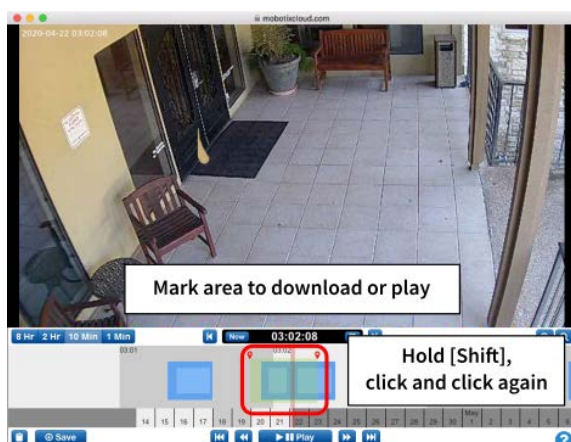 mobotixcloud.com
2020-04-22 03:02:08
Mark area to download or play
8 Hr 2 Hr 10 Min 1 Min
Now 03:02:08
03:01 03:02
Hold [Shift],
click and click again
May
14 15 16 17 18 19 20 21 22 23 24 25 26 27 28 29 30 1 2 3 4 5 6
Save
Play
?